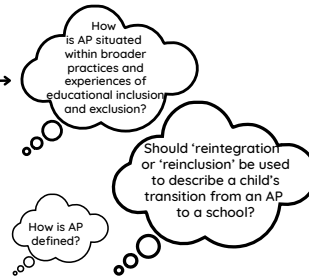 How
is AP situated
within broader
practices and
experiences of
educational inclusion
and exclusion?
Should ‘reintegration
or ‘reinclusion’ be used
to describe a child’s
transition from an AP
to a school?
How is AP
defined?